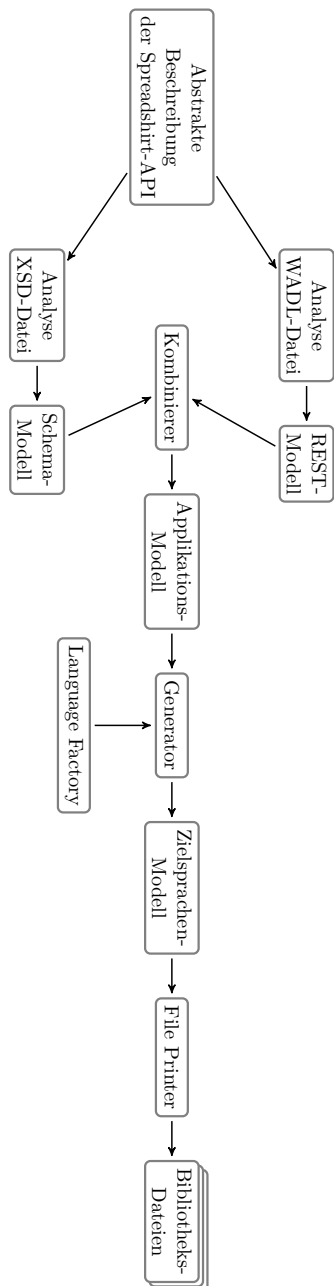 Abstrakte
Beschreibung
der Spreadshirt-API
Analyse
WADL-Datei
REST-
Modell
Analyse
XSD-Datei
Schema-
Modell
Kombinierer
Applikations-
Modell
Generator
Language Factory
Zielsprachen-
Modell
File Printer
Bibliotheks-
Dateien